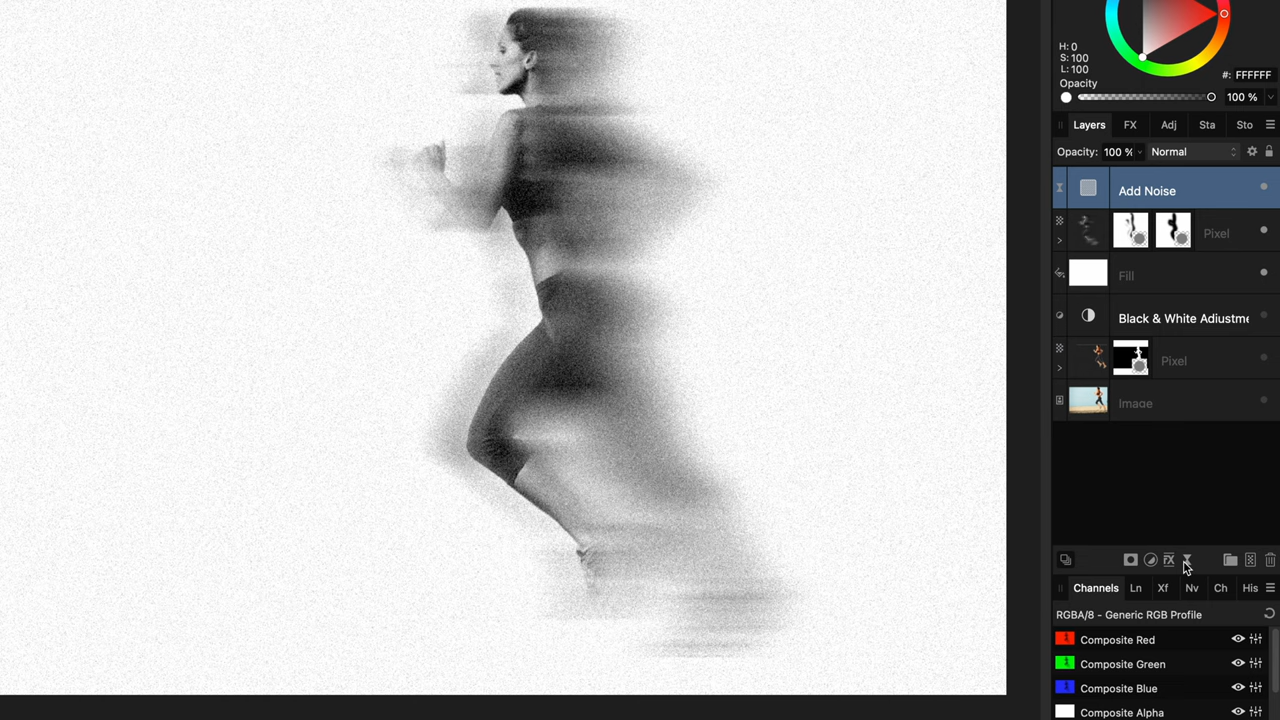 H: 0
S: 100
L: 100
#: FFFFFF
Opacity
100 %
Layers FX Adj Sta Sto
Opacity: 100 % Normal
Add Noise
Pixel
Fill
Black & White Adjustme
Pixel
Image
FX
Channels Ln Xf Nv Ch His
RGBA/8 - Generic RGB Profile
Composite Red
Composite Green
Composite Blue
Composite Alpha